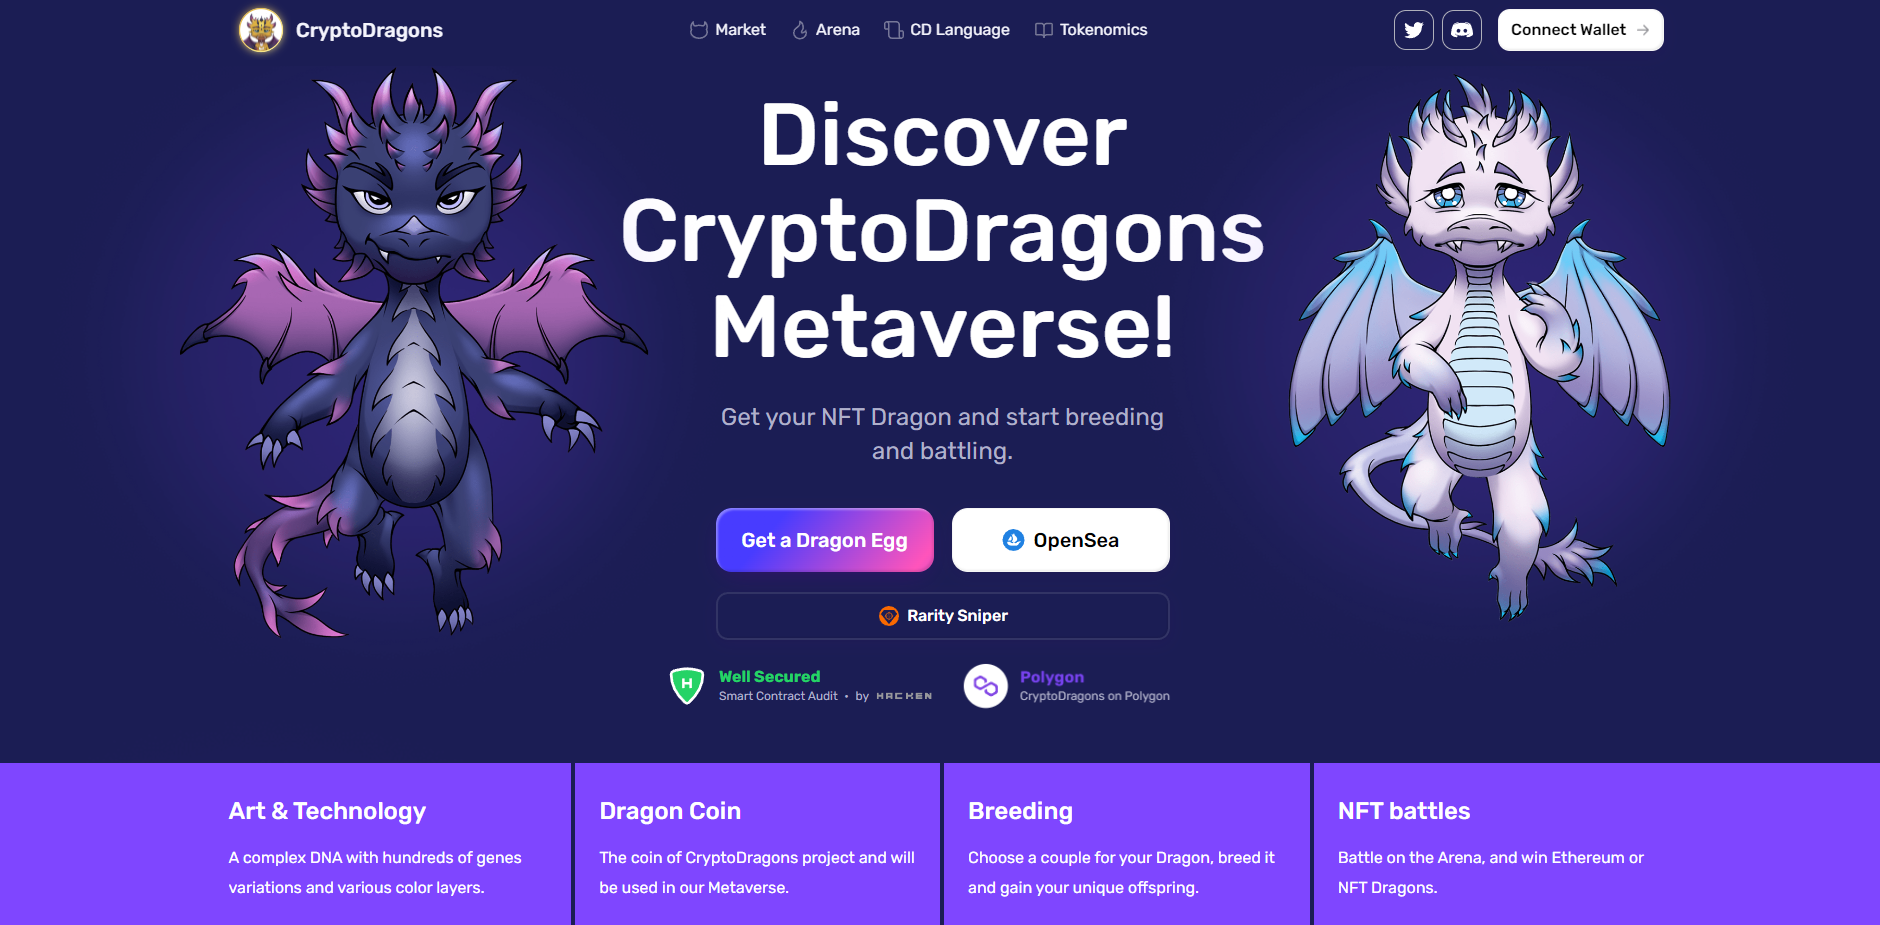 CryptoDragons
Market
Arena
CD Language
Tokenomics
Connect Wallet
Discover
CryptoDragons
Metaverse!
Get your NFT Dragon and start breeding
and battling.
Get a Dragon Egg
OpenSea
Rarity Sniper
H
Well Secured
Smart Contract Audit • by HACKEN
Polygon
CryptoDragons on Polygon
Art & Technology
A complex DNA with hundreds of genes
variations and various color layers.
Dragon Coin
The coin of CryptoDragons project and will
be used in our Metaverse.
Breeding
Choose a couple for your Dragon, breed it
and gain your unique offspring.
NFT battles
Battle on the Arena, and win Ethereum or
NFT Dragons.